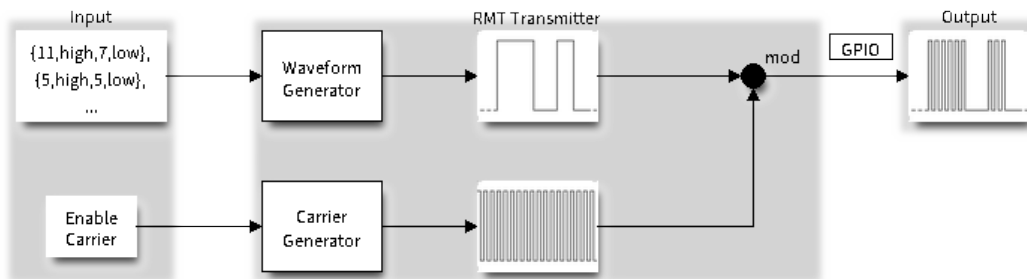 Input
RMT Transmitter
Output
{11,high,7,low},
{5,high,5,low},
...
Waveform
Generator
mod
GPIO
Enable
Carrier
Carrier
Generator